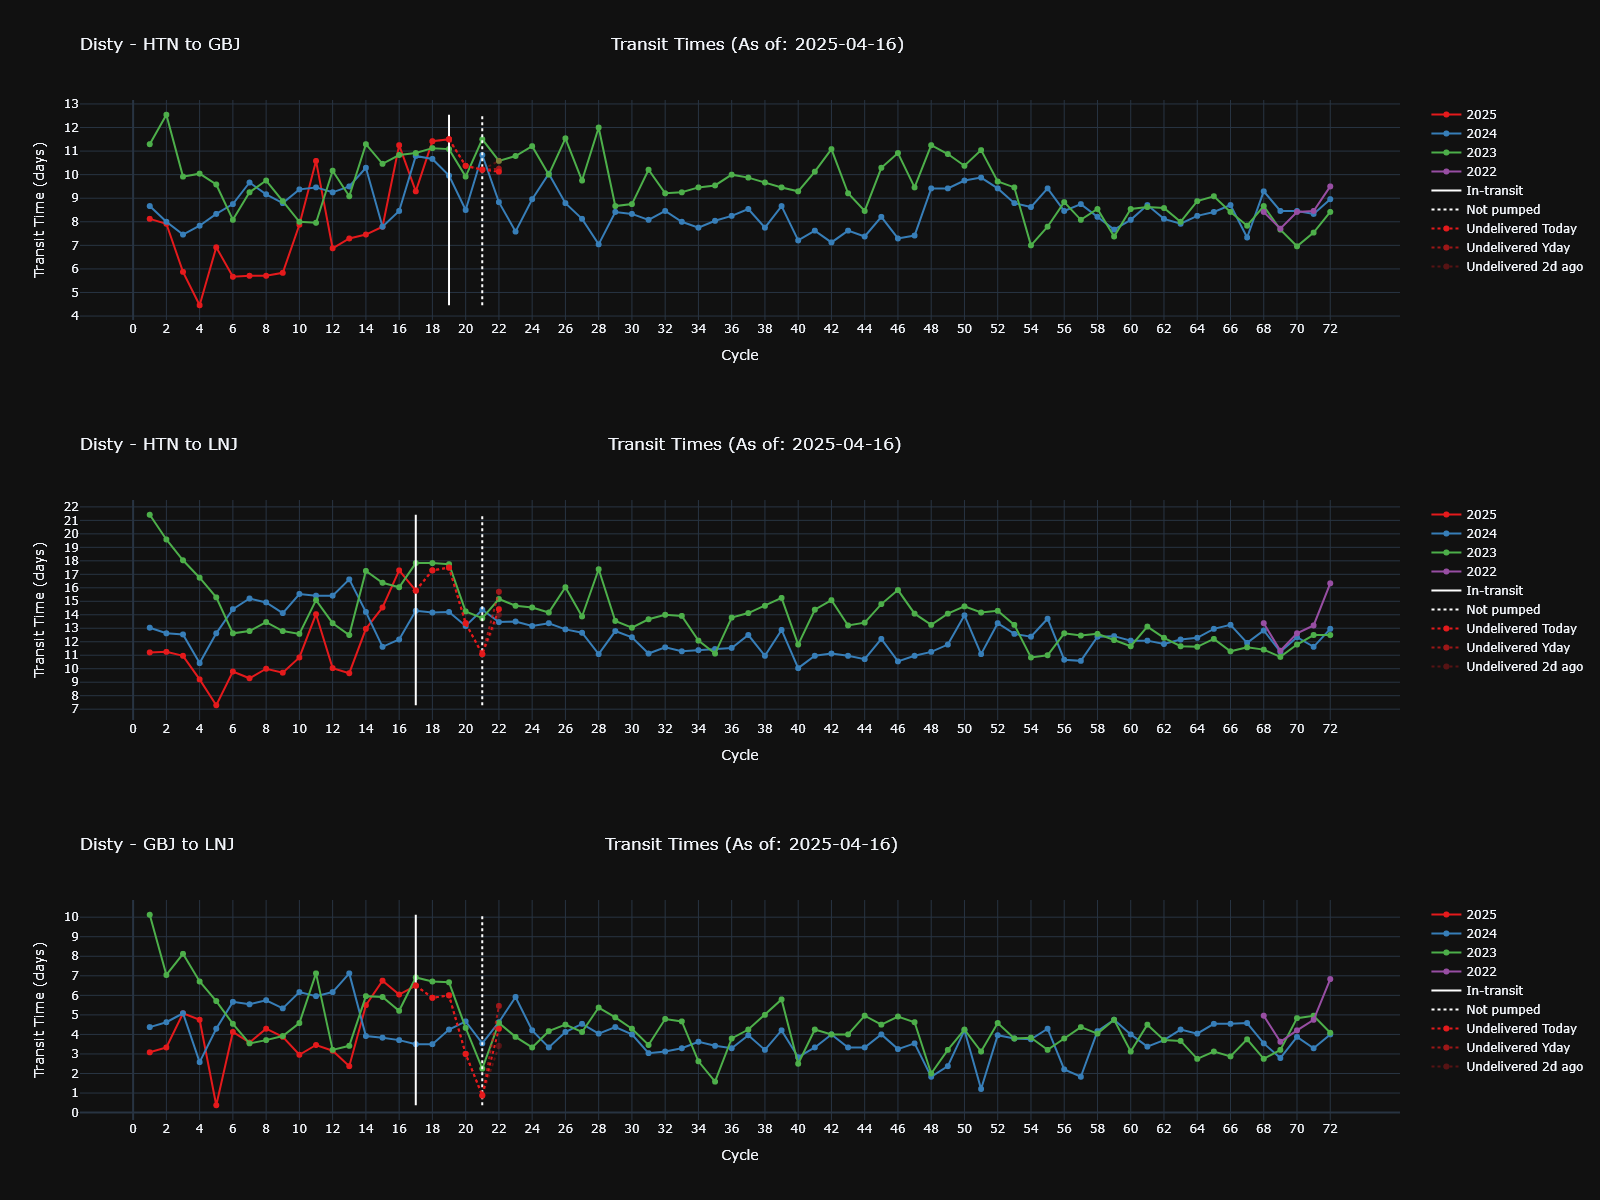 Disty - HTN to GBJ
Transit Times (As of: 2025-04-16)
Transit Time (days)
13
12
11
10
9
8
7
6
5
4
0 2 4 6 8 10 12 14 16 18 20 22 24 26 28 30 32 34 36 38 40 42 44 46 48 50 52 54 56 58 60 62 64 66 68 70 72
Cycle
2025
2024
2023
2022
In-transit
Not pumped
Undelivered Today
Undelivered Yday
Undelivered 2d ago
Disty - HTN to LNJ
Transit Times (As of: 2025-04-16)
Transit Time (days)
22
21
20
19
18
17
16
15
14
13
12
11
10
9
8
7
0 2 4 6 8 10 12 14 16 18 20 22 24 26 28 30 32 34 36 38 40 42 44 46 48 50 52 54 56 58 60 62 64 66 68 70 72
Cycle
2025
2024
2023
2022
In-transit
Not pumped
Undelivered Today
Undelivered Yday
Undelivered 2d ago
Disty - GBJ to LNJ
Transit Times (As of: 2025-04-16)
Transit Time (days)
10
9
8
7
6
5
4
3
2
1
0
0 2 4 6 8 10 12 14 16 18 20 22 24 26 28 30 32 34 36 38 40 42 44 46 48 50 52 54 56 58 60 62 64 66 68 70 72
Cycle
2025
2024
2023
2022
In-transit
Not pumped
Undelivered Today
Undelivered Yday
Undelivered 2d ago